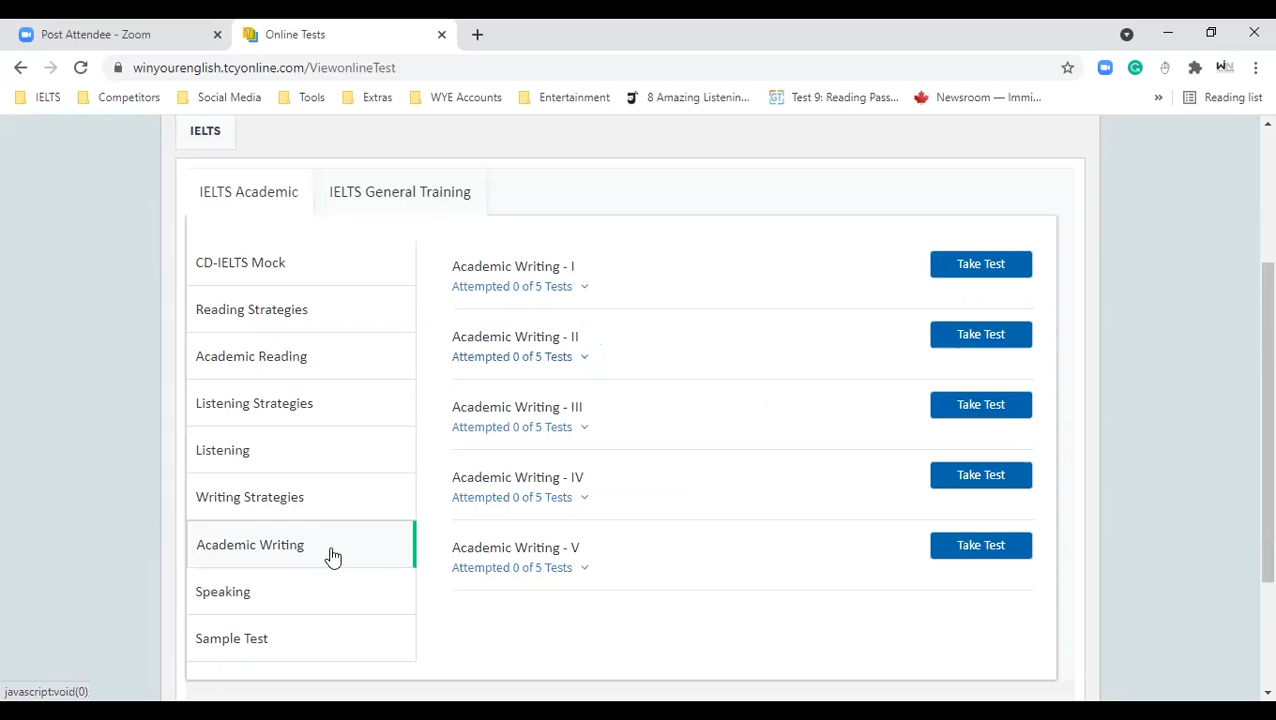 Post Attendee - Zoom
Online Tests
winyourenglish.tcyonline.com/ViewonlineTest
IELTS
Competitors
Social Media
Tools
Extras
WYE Accounts
Entertainment
8 Amazing Listenin...
Test 9: Reading Pass...
Newsroom — Immi...
»
Reading list
IELTS
IELTS Academic
IELTS General Training
CD-IELTS Mock
Reading Strategies
Academic Reading
Listening Strategies
Listening
Writing Strategies
Academic Writing
Speaking
Sample Test
Academic Writing - I
Take Test
Attempted 0 of 5 Tests
Academic Writing - II
Take Test
Attempted 0 of 5 Tests
Academic Writing - III
Take Test
Attempted 0 of 5 Tests
Academic Writing - IV
Take Test
Attempted 0 of 5 Tests
Academic Writing - V
Take Test
Attempted 0 of 5 Tests
javascript:void(0)